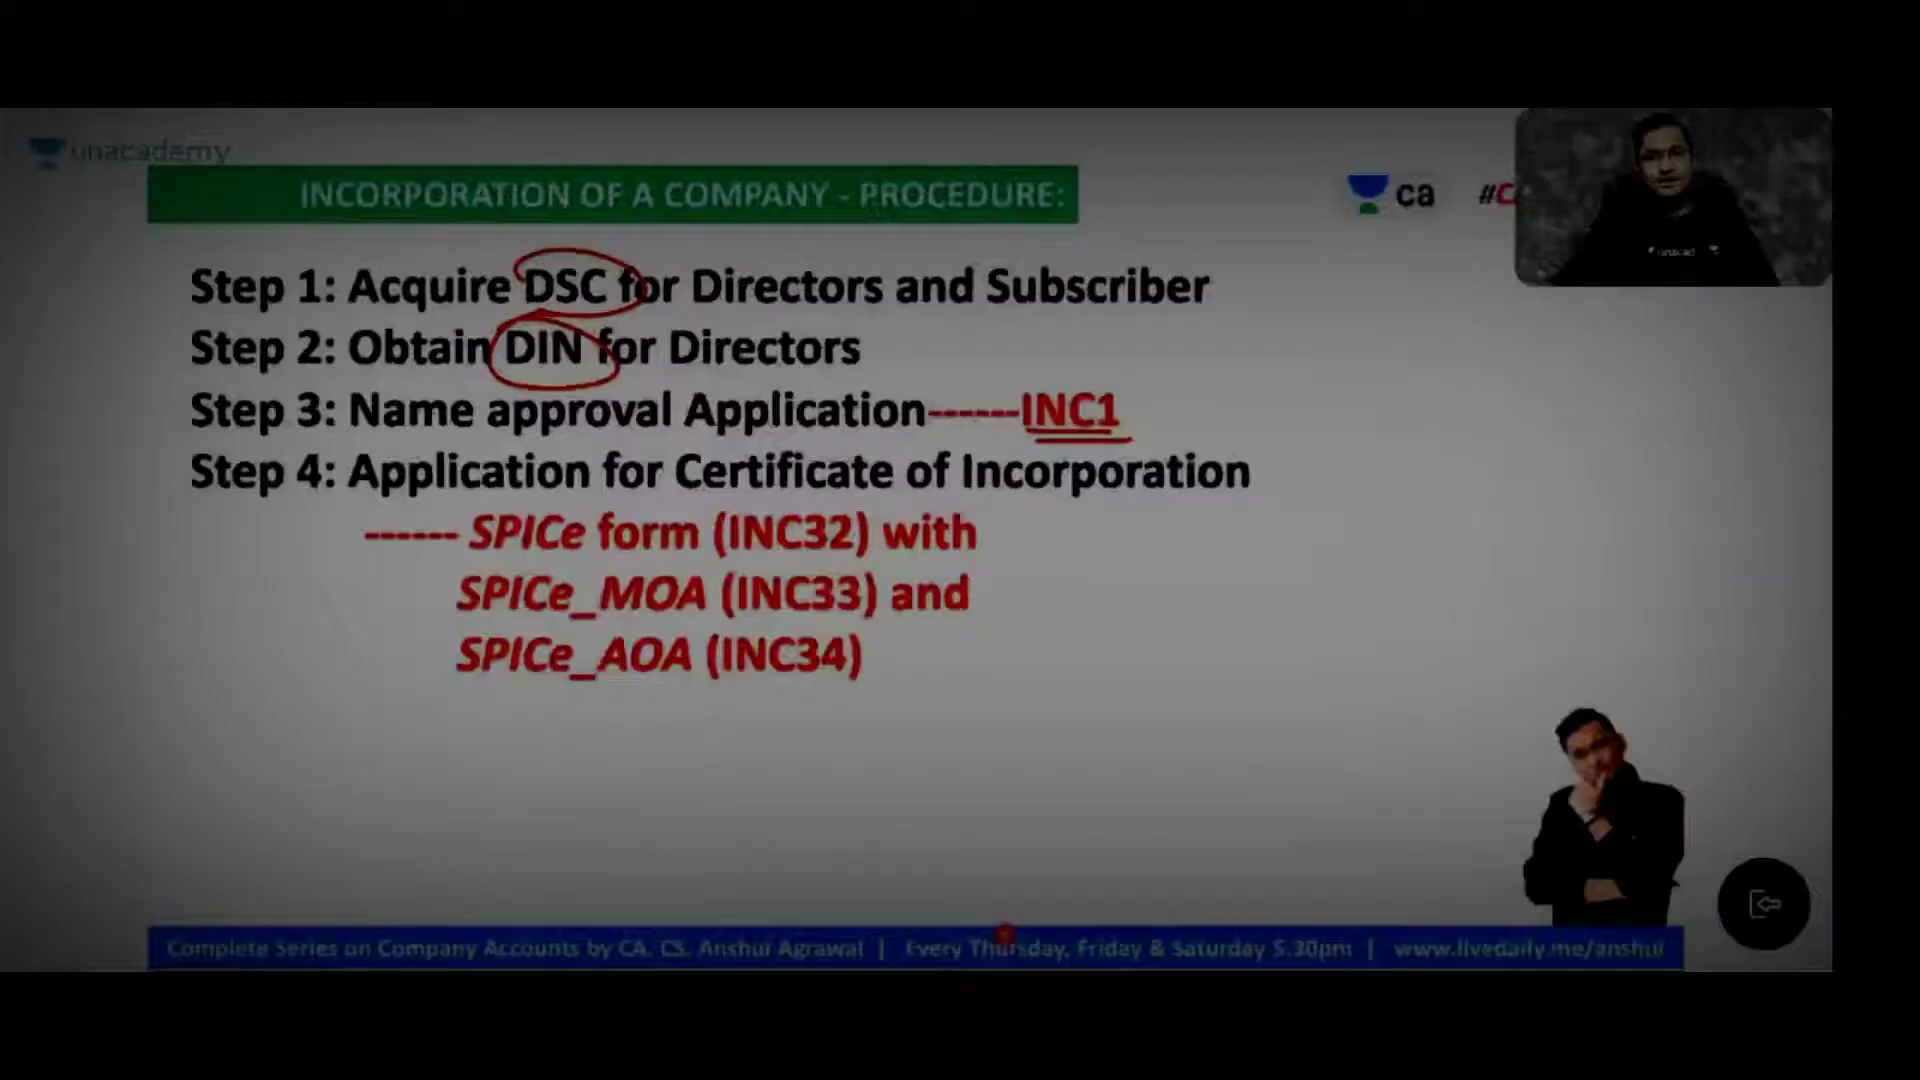 unacademy
INCORPORATION OF A COMPANY - PROCEDURE:
ca #C
unacad
Step 1: Acquire DSC for Directors and Subscriber
Step 2: Obtain DIN for Directors
Step 3: Name approval Application------INC1
Step 4: Application for Certificate of Incorporation
------ SPICe form (INC32) with
SPICe_MOA (INC33) and
SPICe_AOA (INC34)
Complete Series on Company Accounts by CA. CS. Anshul Agrawal | Every Thursday, Friday & Saturday 5.30pm | www.livedaily.me/anshul